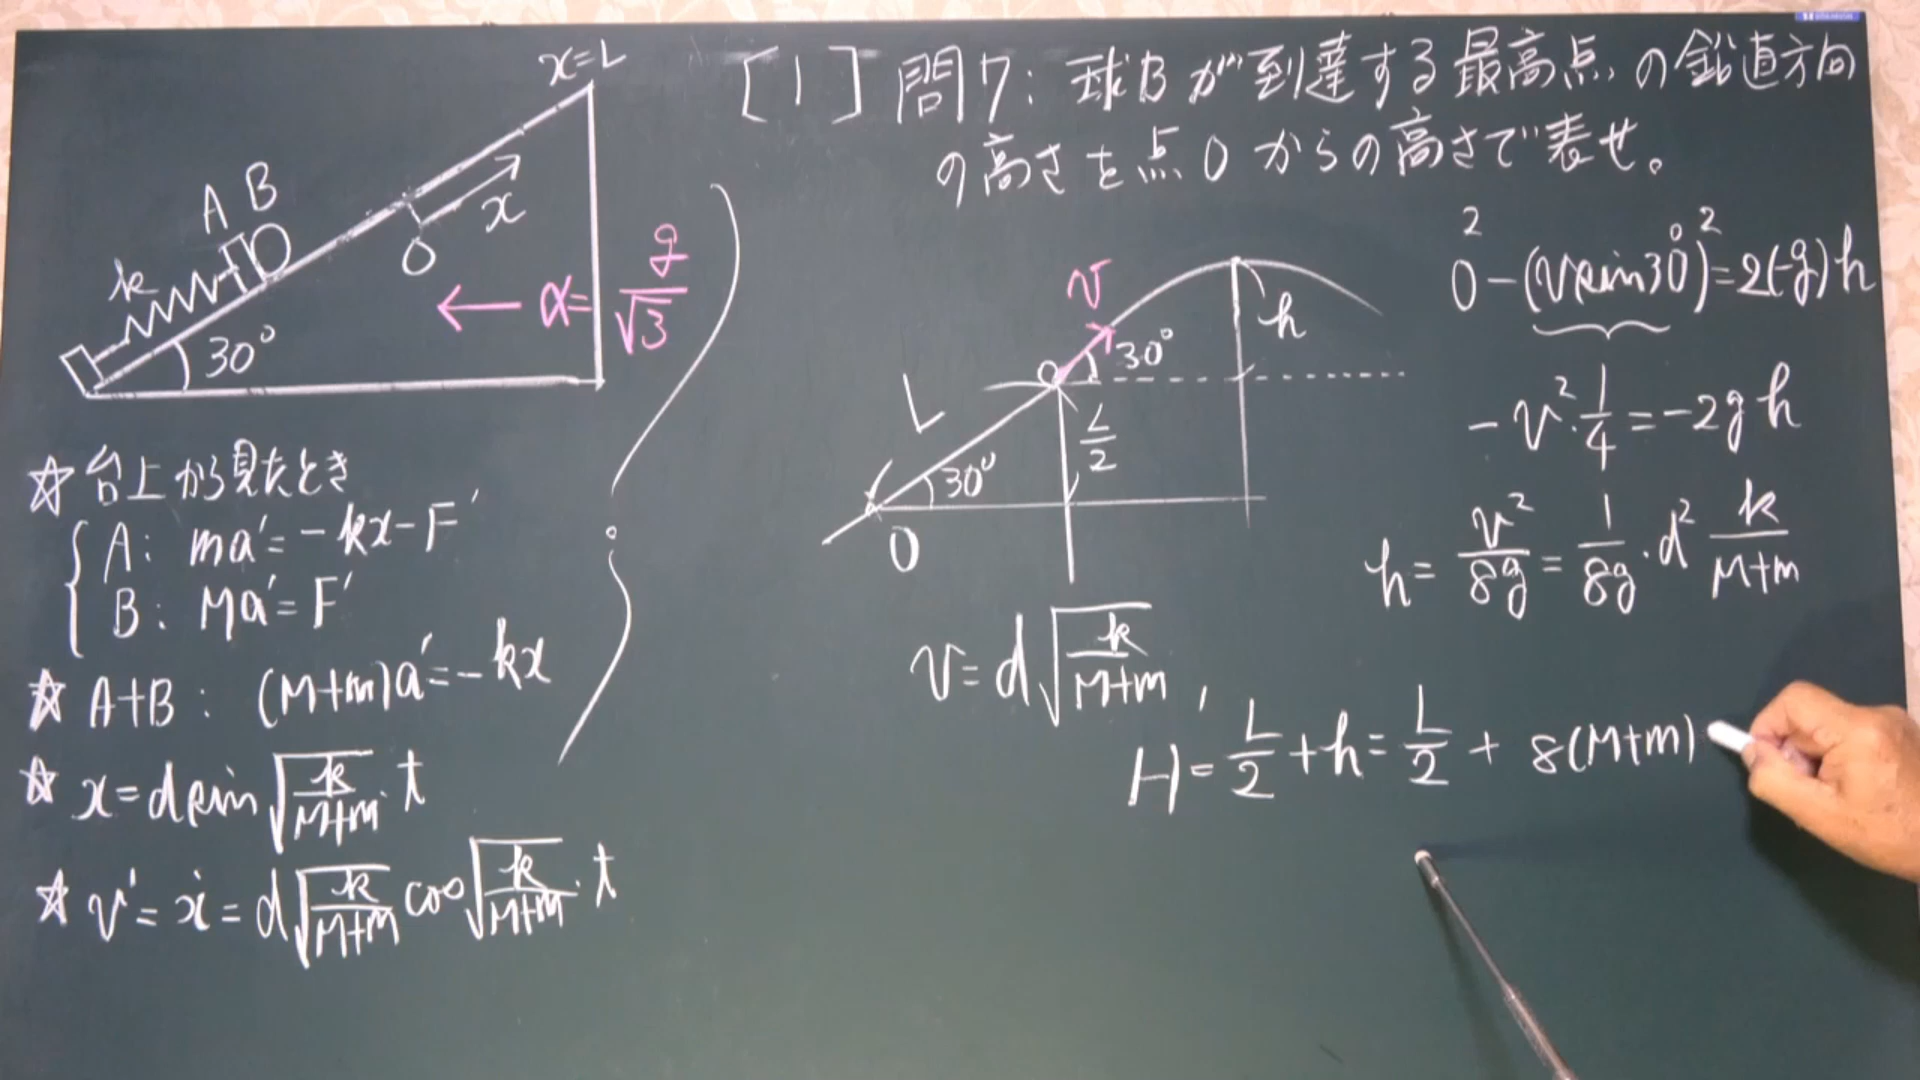 [1] 問7: 球Bが到達する最高点の鉛直方向
の高さを点Oからの高さで表せ。
x=L
A B
k
x
O
30°
α= g/√3
☆台上から見たとき
A: ma'=-kx-F'
B: Ma'=F'
☆ A+B: (M+m)a'=-kx
☆ x=dsin√(k/(M+m))·t
☆ v'=ẋ=d√(k/(M+m)) cos√(k/(M+m))·t
v
30°
h
L
L/2
30°
O
v=d√(k/(M+m)),
0²-(vsin30°)²=2(-g)h
-v²·1/4=-2gh
h=v²/8g=1/8g·d² k/(M+m)
H=L/2+h=L/2+ 8(M+m)